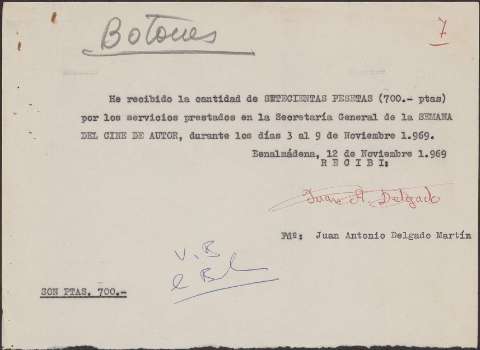 Botones
7
He recibido la cantidad de SETECIENTAS PESETAS (700.- ptas)
por los servicios prestados en la Secretaría General de la SEMANA
DEL CINE DE AUTOR, durante los días 3 al 9 de Noviembre 1.969.
Benalmádena, 12 de Noviembre 1.969
R E C I B I:
Juan A. Delgado
Fdº: Juan Antonio Delgado Martín
V. B
SON PTAS. 700.-